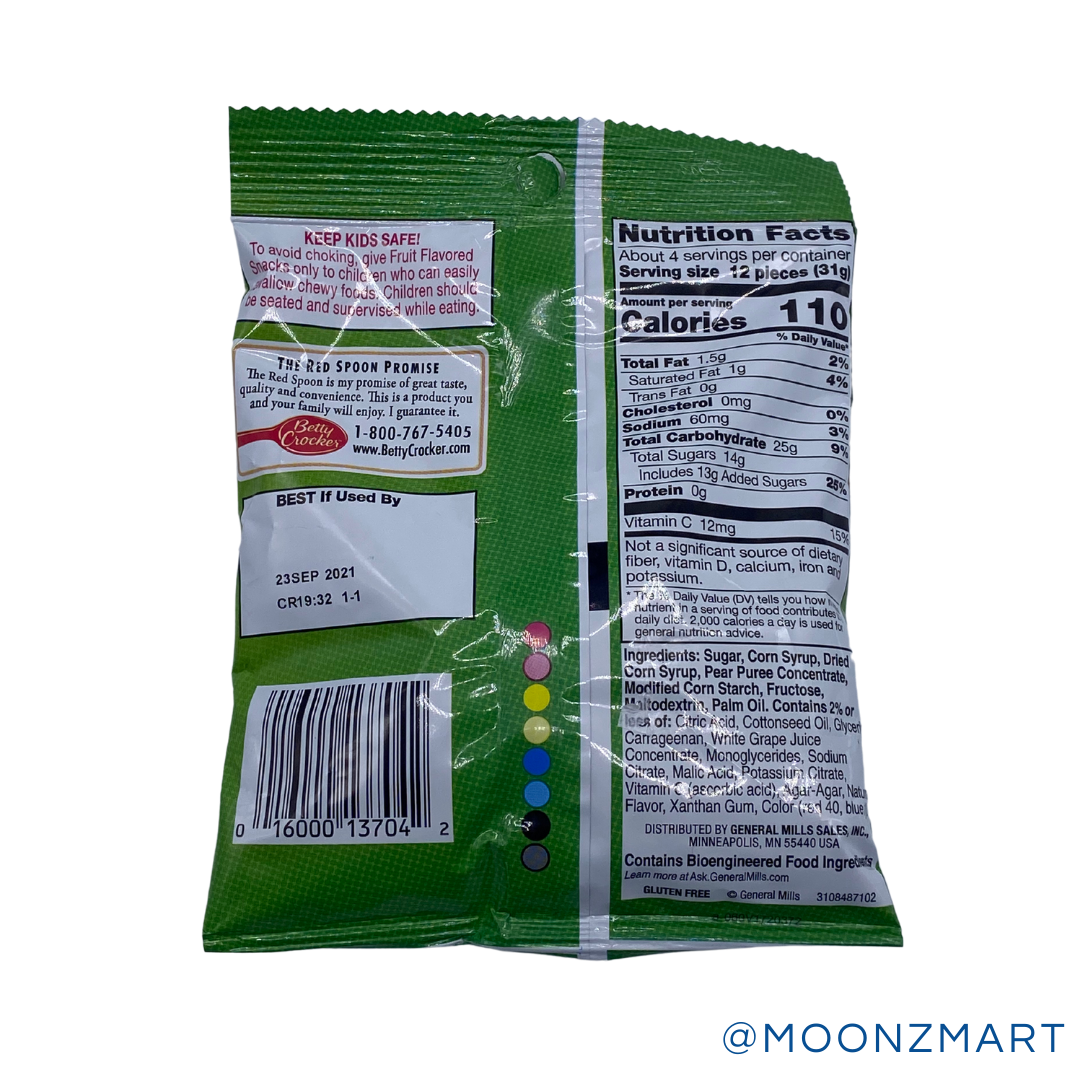 KEEP KIDS SAFE!
To avoid choking, give Fruit Flavored
Snacks only to children who can easily
swallow chewy foods. Children should
be seated and supervised while eating.
THE RED SPOON PROMISE
The Red Spoon is my promise of great taste,
quality and convenience. This is a product you
and your family will enjoy. I guarantee it.
Betty
Crocker
1-800-767-5405
www.BettyCrocker.com
BEST If Used By
23SEP 2021
CR19:32 1-1
0 16000 13704 2
Nutrition Facts
About 4 servings per container
Serving size 12 pieces (31g)
Amount per serving
Calories 110
% Daily Value*
Total Fat 1.5g 2%
Saturated Fat 1g 4%
Trans Fat 0g
Cholesterol 0mg 0%
Sodium 60mg 3%
Total Carbohydrate 25g 9%
Total Sugars 14g
Includes 13g Added Sugars 25%
Protein 0g
Vitamin C 12mg 15%
Not a significant source of dietary
fiber, vitamin D, calcium, iron and
potassium.
* The % Daily Value (DV) tells you how
nutrient in a serving of food contributes
daily diet. 2,000 calories a day is used for
general nutrition advice.
Ingredients: Sugar, Corn Syrup, Dried
Corn Syrup, Pear Puree Concentrate,
Modified Corn Starch, Fructose,
Maltodextrin, Palm Oil. Contains 2% or
less of: Citric Acid, Cottonseed Oil,
Carrageenan, White Grape Juice
Concentrate, Monoglycerides, Sodium
Citrate, Malic Acid, Potassium Citrate,
Vitamin C (ascorbic acid), Agar-Agar,
Flavor, Xanthan Gum, Color (red 40, blue
DISTRIBUTED BY GENERAL MILLS SALES, INC.,
MINNEAPOLIS, MN 55440 USA
Contains Bioengineered Food Ingredients
Learn more at Ask.GeneralMills.com
GLUTEN FREE © General Mills 3108487102
@MOONZMART